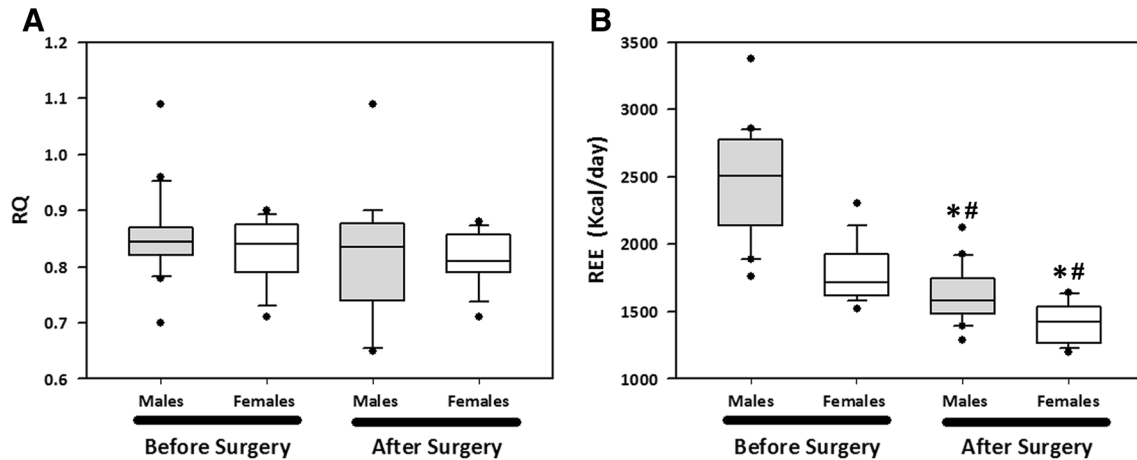 A
RQ
1.2
1.1
1.0
0.9
0.8
0.7
0.6
Males Females Males Females
Before Surgery After Surgery
B
REE (Kcal/day)
3500
3000
2500
2000
1500
1000
*#
*#
Males Females Males Females
Before Surgery After Surgery